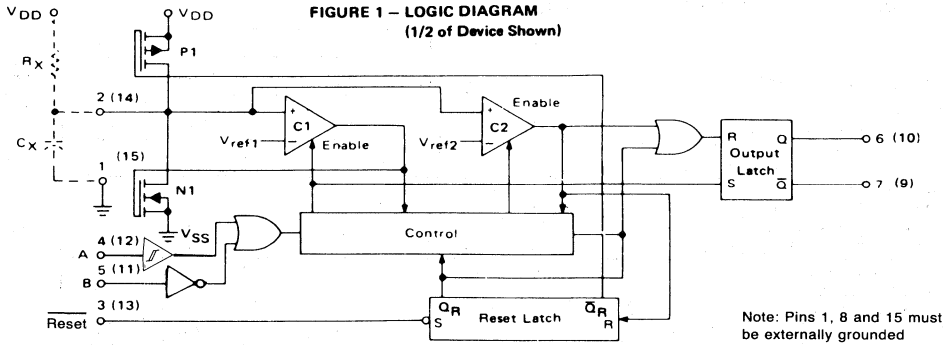 FIGURE 1 – LOGIC DIAGRAM
(1/2 of Device Shown)
VDD
VDD
P1
RX
2 (14)
CX
1
(15)
N1
VSS
+
C1
−
Vref1
Enable
+
C2
−
Vref2
Enable
R
Q
Output
Latch
S
Q̅
6 (10)
7 (9)
Control
4 (12)
A
5 (11)
B
3 (13)
R̅e̅s̅e̅t̅
QR
Q̅R
S
Reset Latch
R
Note: Pins 1, 8 and 15 must
be externally grounded